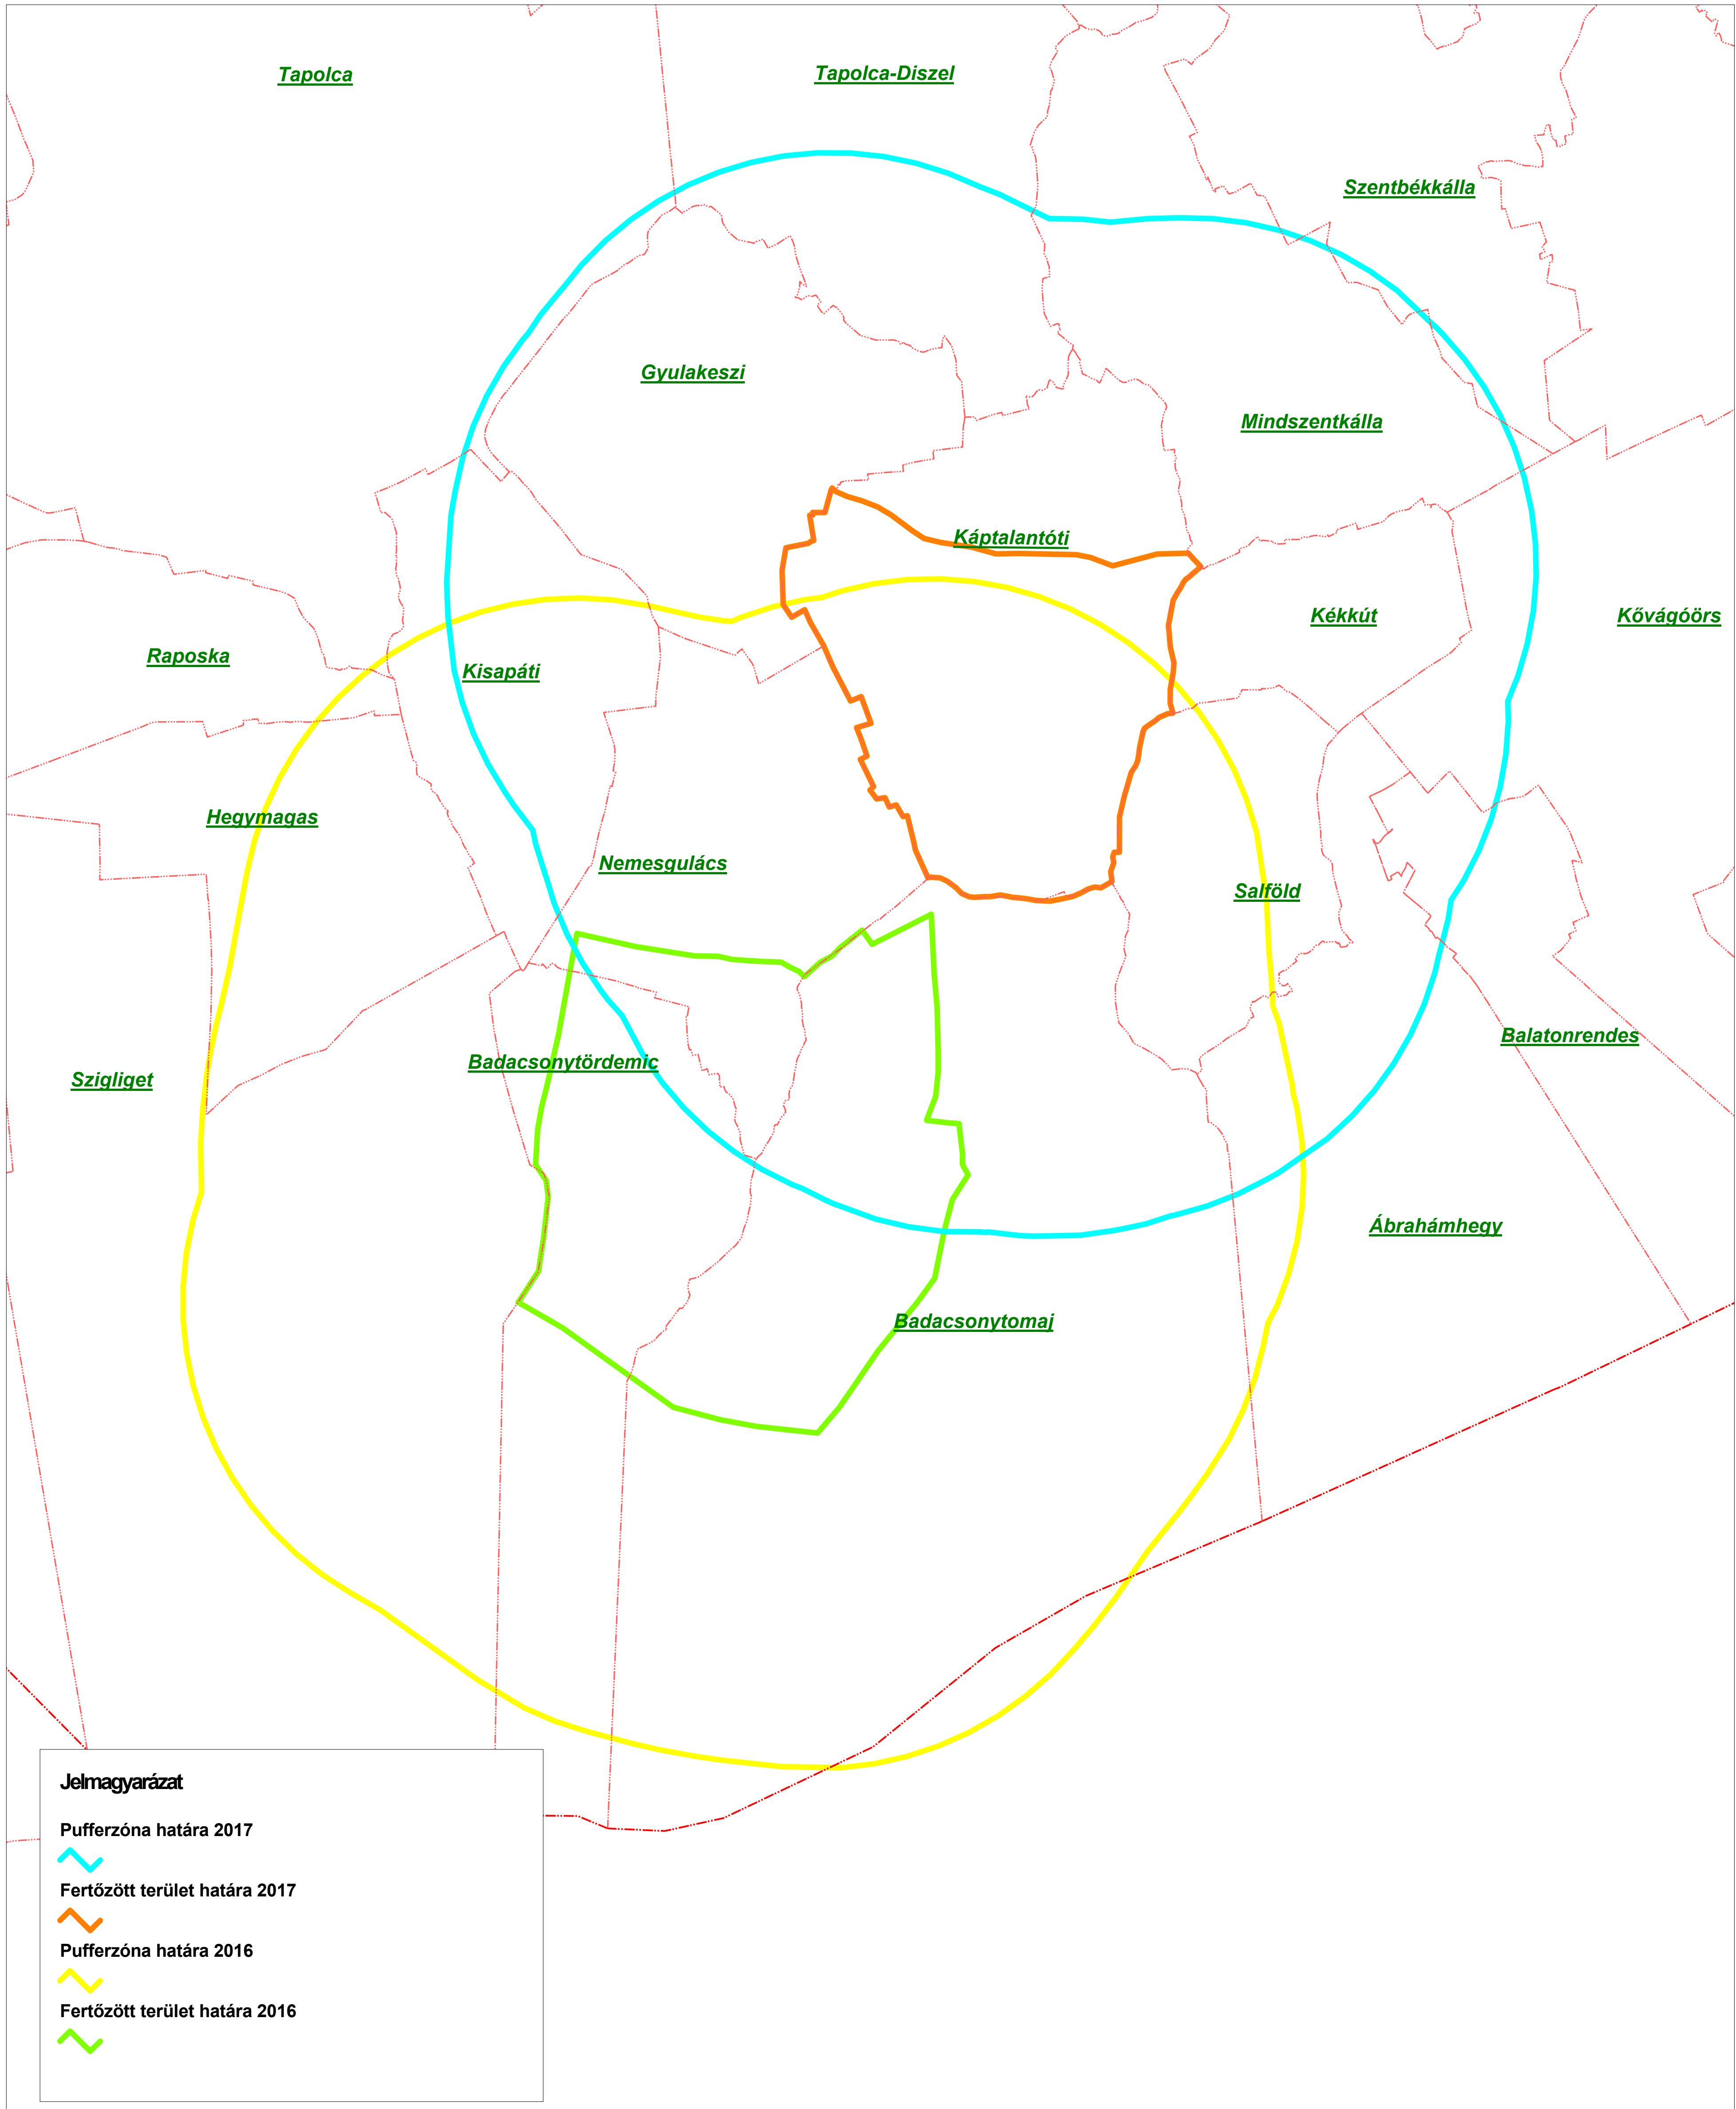 Tapolca
Tapolca-Diszel
Szentbékkálla
Gyulakeszi
Mindszentkálla
Káptalantóti
Kékkút
Kővágóörs
Raposka
Kisapáti
Hegymagas
Nemesgulács
Salföld
Balatonrendes
Badacsonytördemic
Szigliget
Ábrahámhegy
Badacsonytomaj
Jelmagyarázat
Pufferzóna határa 2017
Fertőzött terület határa 2017
Pufferzóna határa 2016
Fertőzött terület határa 2016